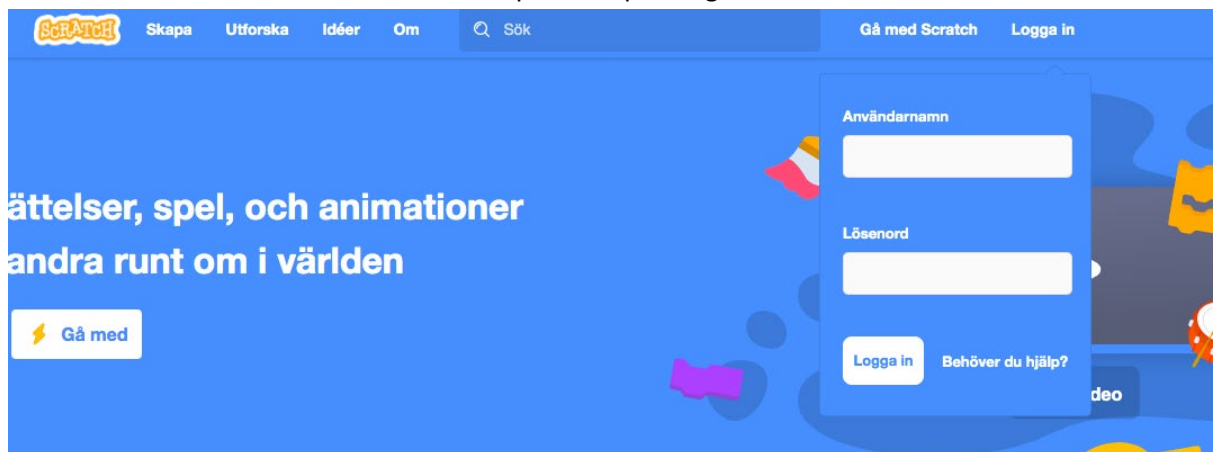 SCRATCH Skapa Utforska Idéer Om Sök Gå med Scratch Logga in
Användarnamn
ättelser, spel, och animationer
andra runt om i världen
Lösenord
Gå med
Logga in Behöver du hjälp?
deo